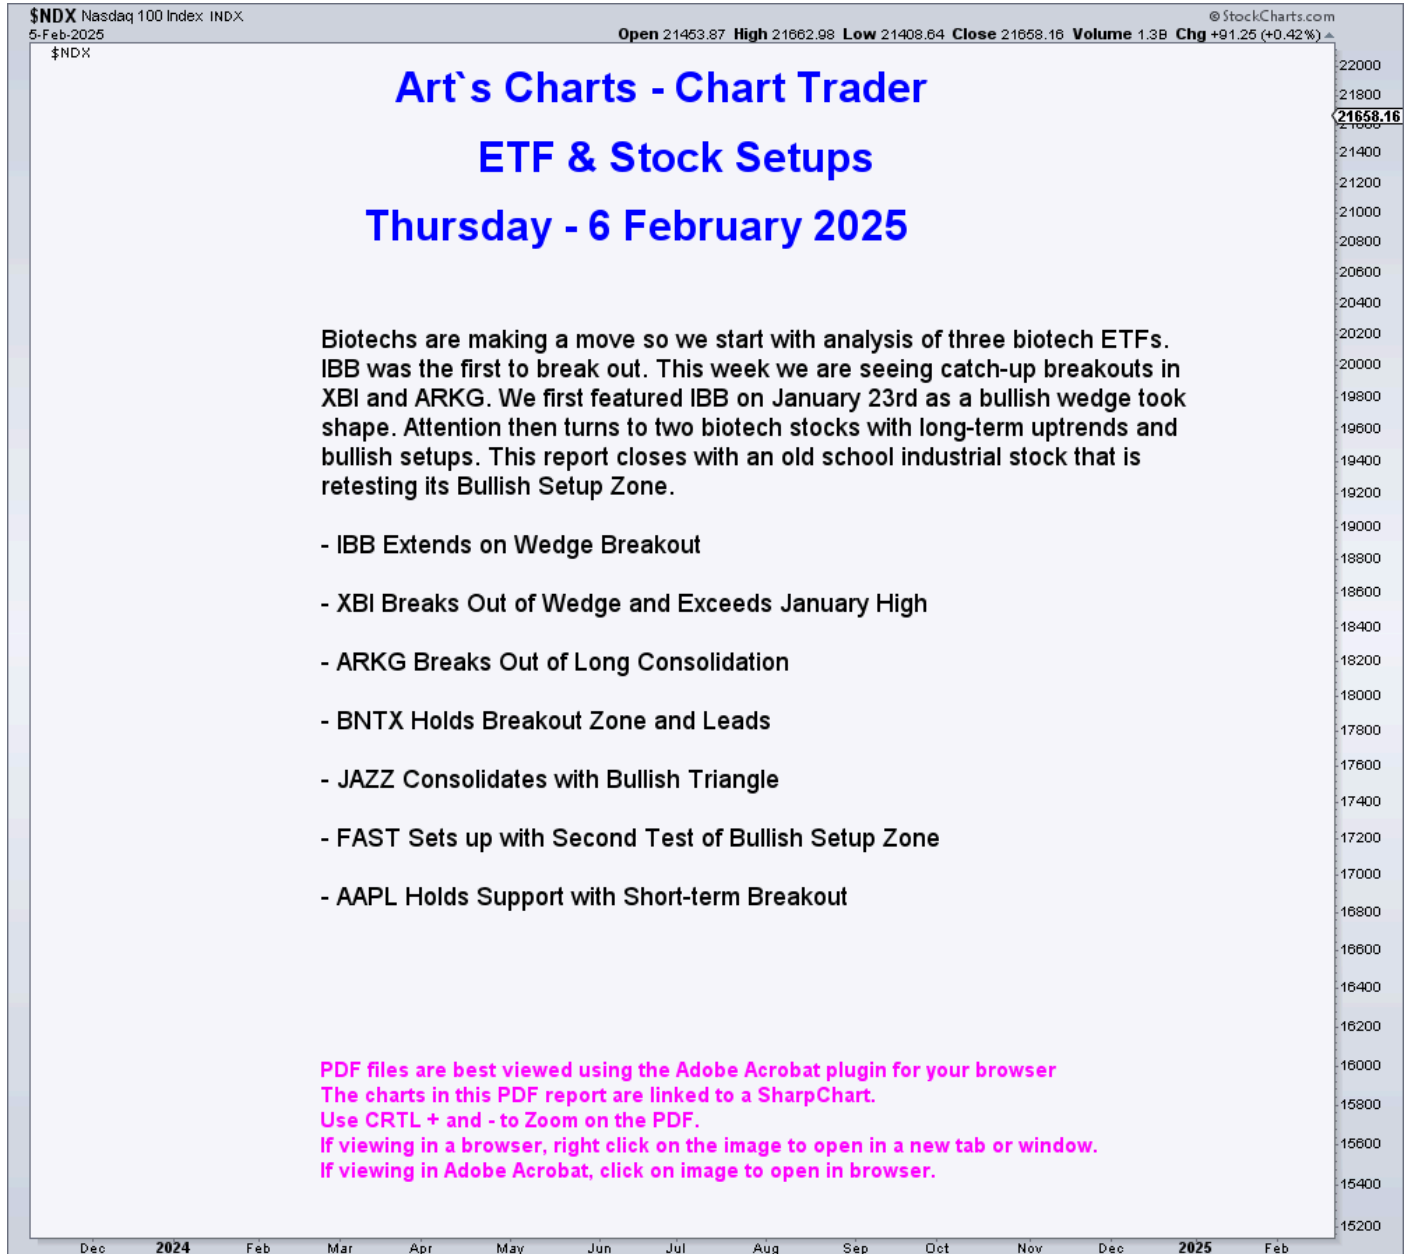 $NDX Nasdaq 100 Index INDX
© StockCharts.com
5-Feb-2025
Open 21453.87 High 21662.98 Low 21408.64 Close 21658.16 Volume 1.3B Chg +91.25 (+0.42%)
$NDX
Art`s Charts - Chart Trader
ETF & Stock Setups
Thursday - 6 February 2025
Biotechs are making a move so we start with analysis of three biotech ETFs.
IBB was the first to break out. This week we are seeing catch-up breakouts in
XBI and ARKG. We first featured IBB on January 23rd as a bullish wedge took
shape. Attention then turns to two biotech stocks with long-term uptrends and
bullish setups. This report closes with an old school industrial stock that is
retesting its Bullish Setup Zone.
- IBB Extends on Wedge Breakout
- XBI Breaks Out of Wedge and Exceeds January High
- ARKG Breaks Out of Long Consolidation
- BNTX Holds Breakout Zone and Leads
- JAZZ Consolidates with Bullish Triangle
- FAST Sets up with Second Test of Bullish Setup Zone
- AAPL Holds Support with Short-term Breakout
PDF files are best viewed using the Adobe Acrobat plugin for your browser
The charts in this PDF report are linked to a SharpChart.
Use CRTL + and - to Zoom on the PDF.
If viewing in a browser, right click on the image to open in a new tab or window.
If viewing in Adobe Acrobat, click on image to open in browser.
22000
21800
21658.16
21400
21200
21000
20800
20600
20400
20200
20000
19800
19600
19400
19200
19000
18800
18600
18400
18200
18000
17800
17600
17400
17200
17000
16800
16600
16400
16200
16000
15800
15600
15400
15200
Dec 2024 Feb Mar Apr May Jun Jul Aug Sep Oct Nov Dec 2025 Feb